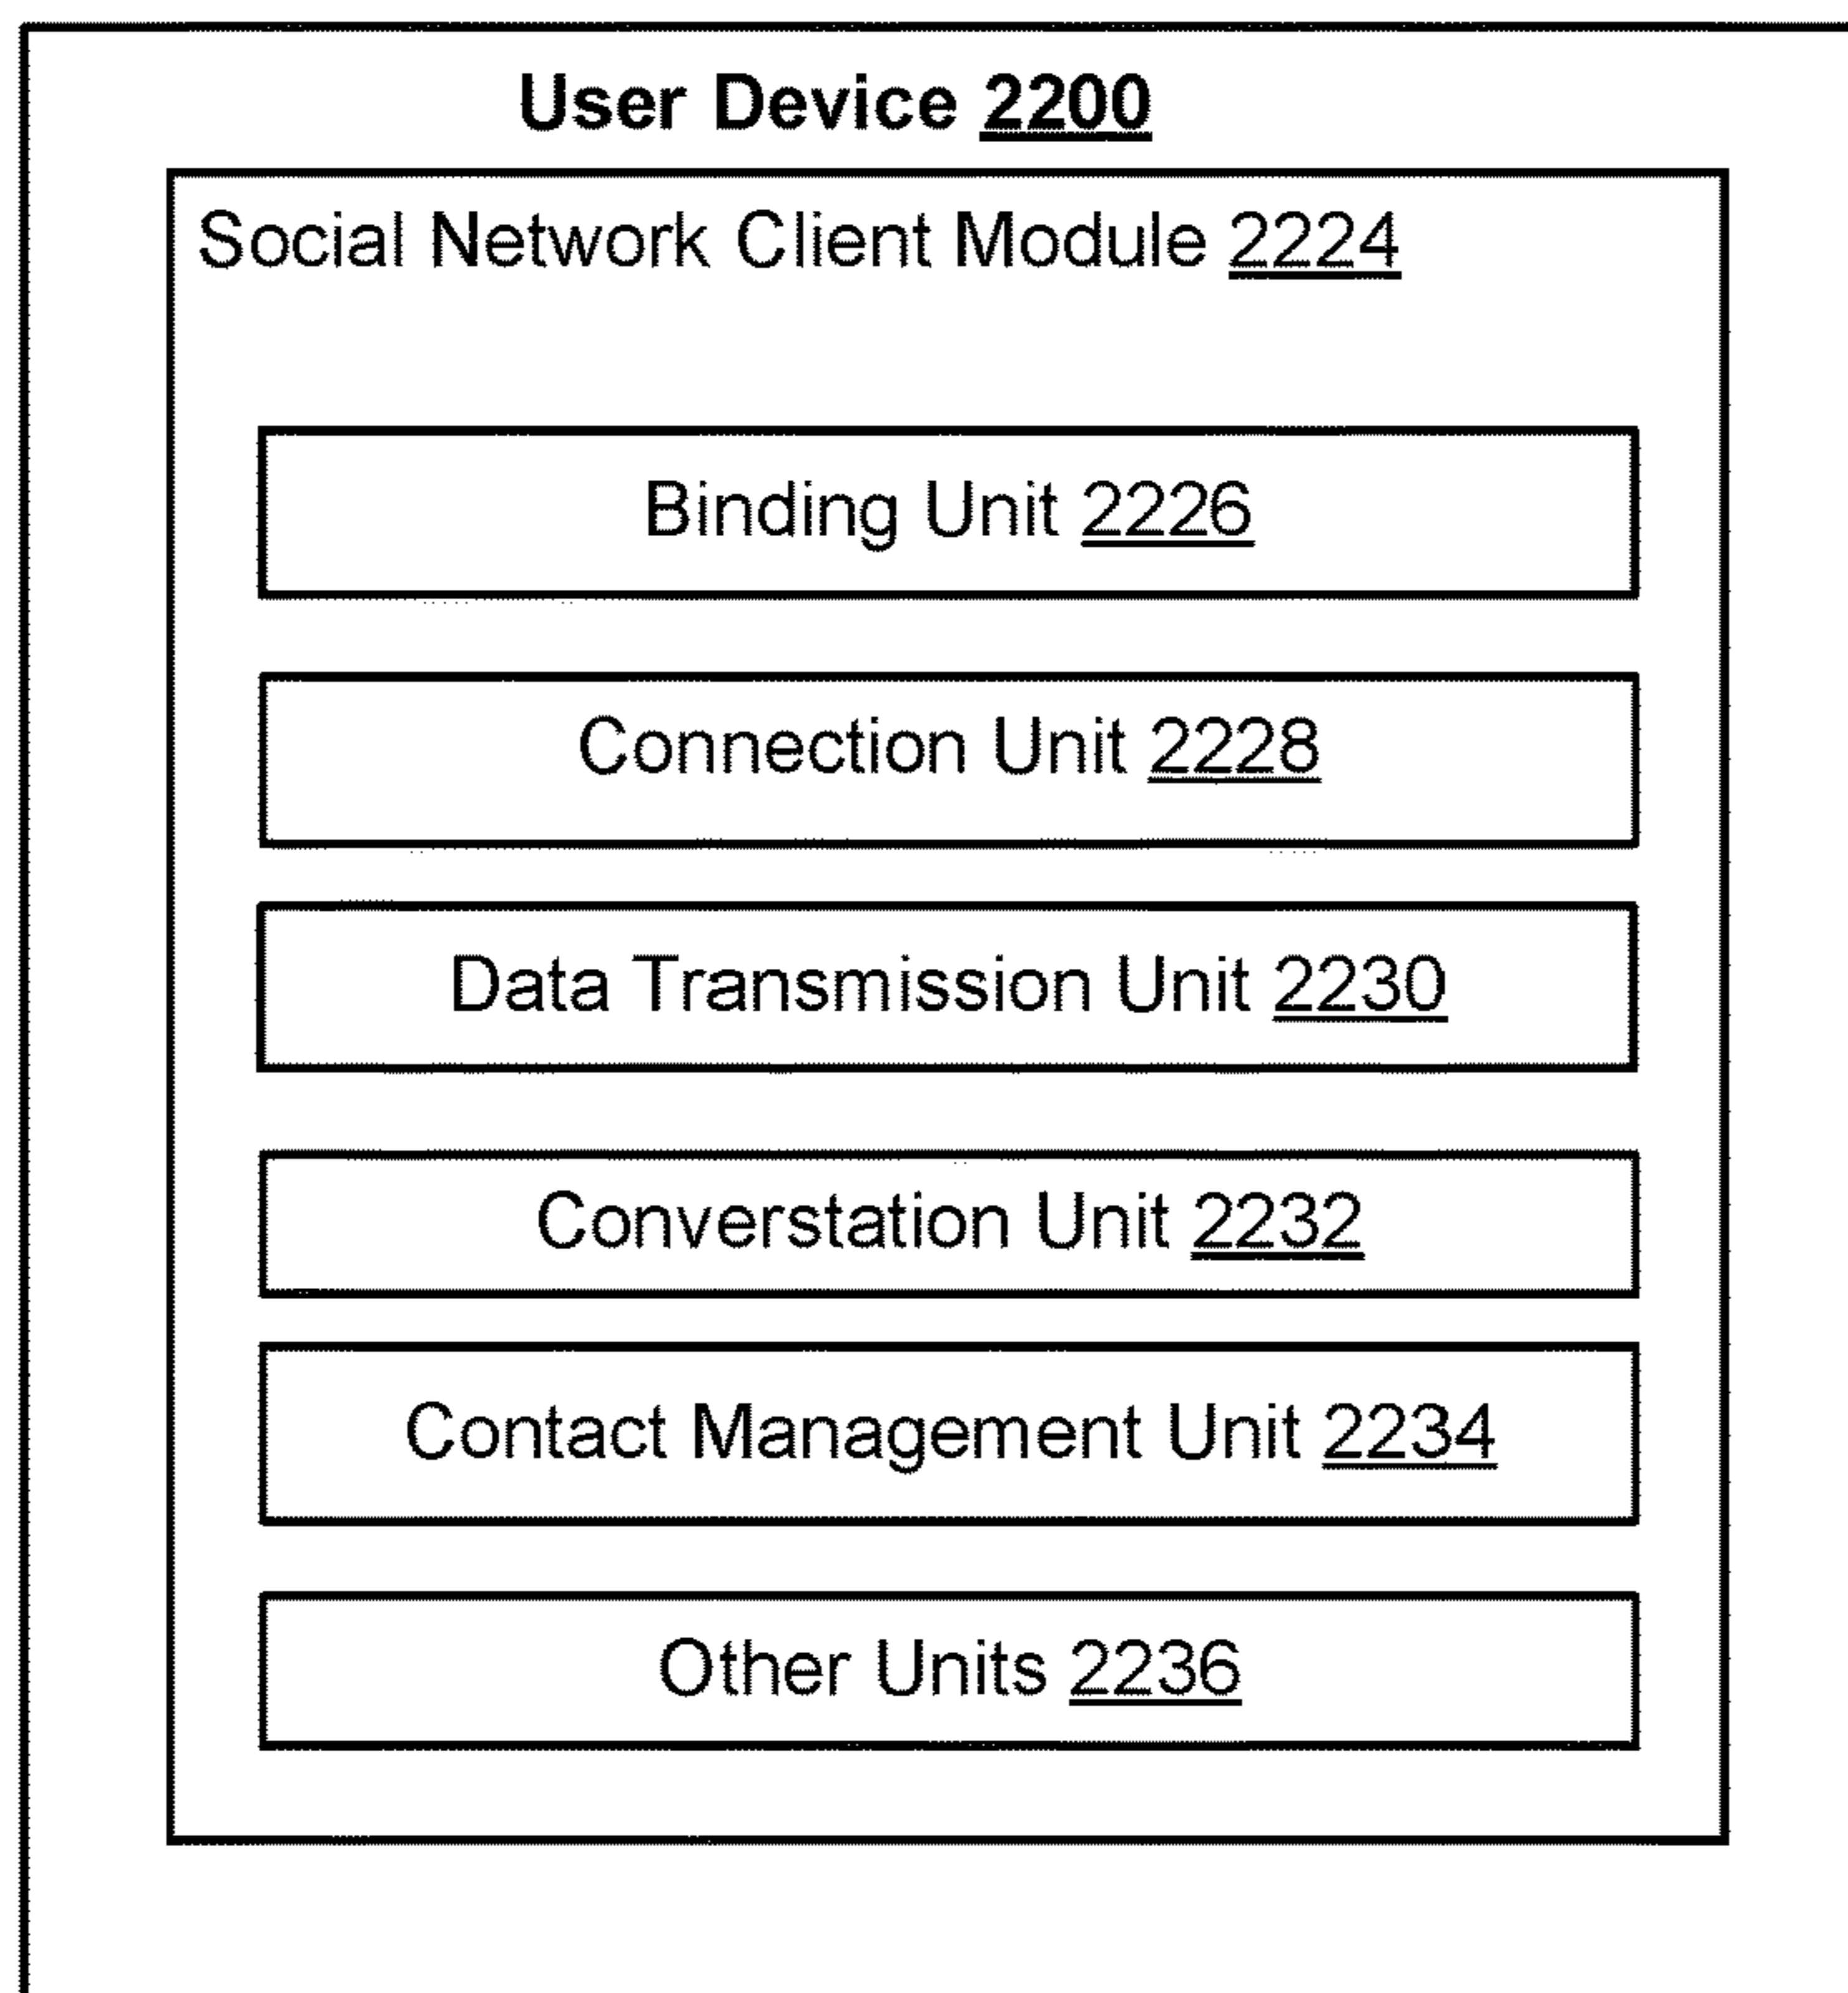 User Device 2200
Social Network Client Module 2224
Binding Unit 2226
Connection Unit 2228
Data Transmission Unit 2230
Converstation Unit 2232
Contact Management Unit 2234
Other Units 2236